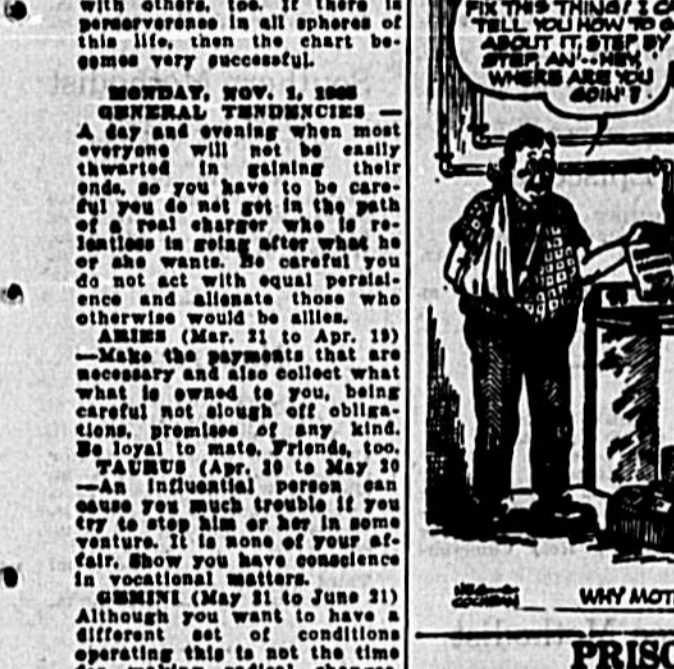 with others, too. If there is
perserverence in all spheres of
this life, then the chart be-
comes very successful.
MONDAY, NOV. 1, 1965
GENERAL TENDENCIES —
A day and evening when most
everyone will not be easily
thwarted in gaining their
ends, so you have to be care-
ful you do not get in the path
of a real charger who is re-
lentless in going after what he
or she wants. Be careful you
do not act with equal persist-
ence and alienate those who
otherwise would be allies.
ARIES (Mar. 21 to Apr. 19)
—Make the payments that are
necessary and also collect what
what is owned to you, being
careful not slough off obliga-
tions, promises of any kind.
Be loyal to mate. Friends, too.
TAURUS (Apr. 20 to May 20
—An influential person can
cause you much trouble if you
try to stop him or her in some
venture. It is none of your af-
fair. Show you have conscience
in vocational matters.
GEMINI (May 21 to June 21)
Although you want to have a
different set of conditions
operating this is not the time
for making radical changes
FIX THIS THING! I CA
TELL YOU HOW TO G
ABOUT IT, STEP BY
STEP, AN'--HEY,
WHERE ARE YOU
GOIN'?
COCHRAN
WHY MOT
PRISO